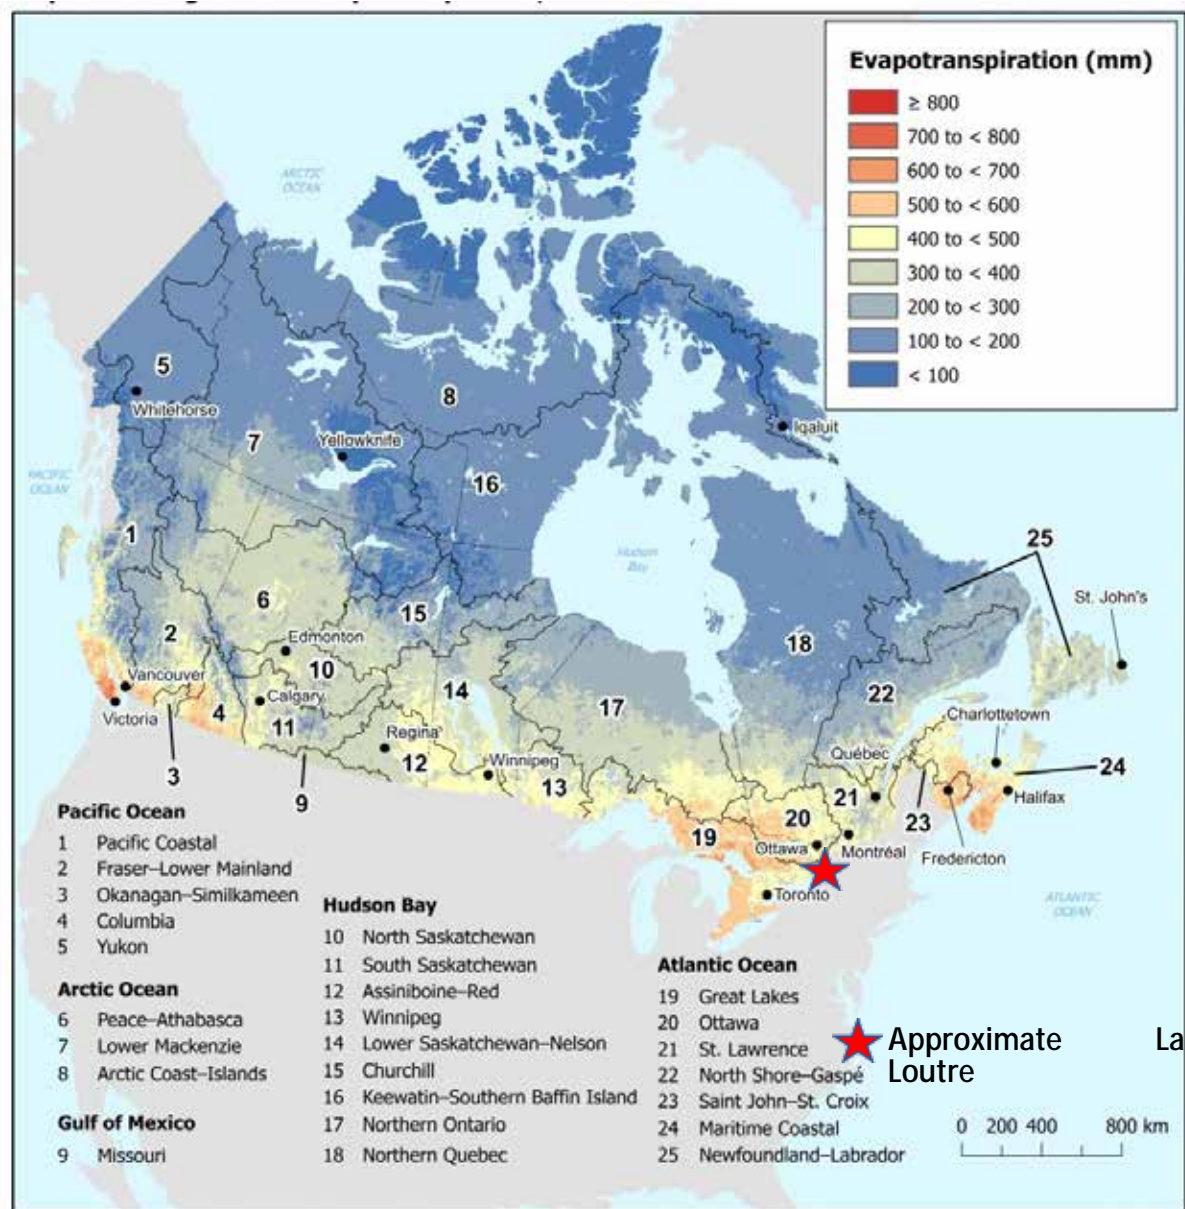 Evapotranspiration (mm)
≥ 800
700 to < 800
600 to < 700
500 to < 600
400 to < 500
300 to < 400
200 to < 300
100 to < 200
< 100
ARCTIC
OCEAN
5
Whitehorse
8
7
Yellowknife
Iqaluit
16
PACIFIC
OCEAN
1
Hudson
Bay
25
St. John's
6
15
2
Edmonton
10
18
Vancouver
14
22
4
Calgary
17
Charlottetown
Victoria
11
Regina
Québec
3
12
Winnipeg
13
21
24
9
20
23
Halifax
19
Ottawa
Montréal
Fredericton
Toronto
ATLANTIC
OCEAN
Pacific Ocean
1 Pacific Coastal
2 Fraser–Lower Mainland
3 Okanagan–Similkameen
4 Columbia
5 Yukon
Arctic Ocean
6 Peace–Athabasca
7 Lower Mackenzie
8 Arctic Coast–Islands
Gulf of Mexico
9 Missouri
Hudson Bay
10 North Saskatchewan
11 South Saskatchewan
12 Assiniboine–Red
13 Winnipeg
14 Lower Saskatchewan–Nelson
15 Churchill
16 Keewatin–Southern Baffin Island
17 Northern Ontario
18 Northern Quebec
Atlantic Ocean
19 Great Lakes
20 Ottawa
21 St. Lawrence
22 North Shore–Gaspé
23 Saint John–St. Croix
24 Maritime Coastal
25 Newfoundland–Labrador
Approximate La
Loutre
0 200 400 800 km